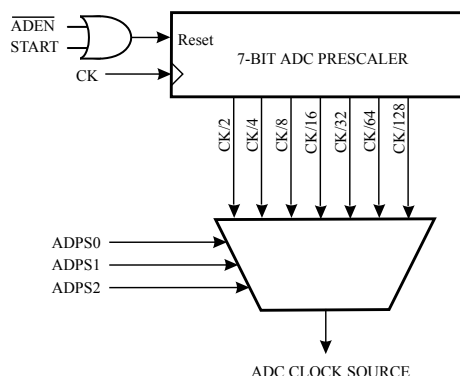 ADEN
START
Reset
7-BIT ADC PRESCALER
CK
CK/2
CK/4
CK/8
CK/16
CK/32
CK/64
CK/128
ADPS0
ADPS1
ADPS2
ADC CLOCK SOURCE